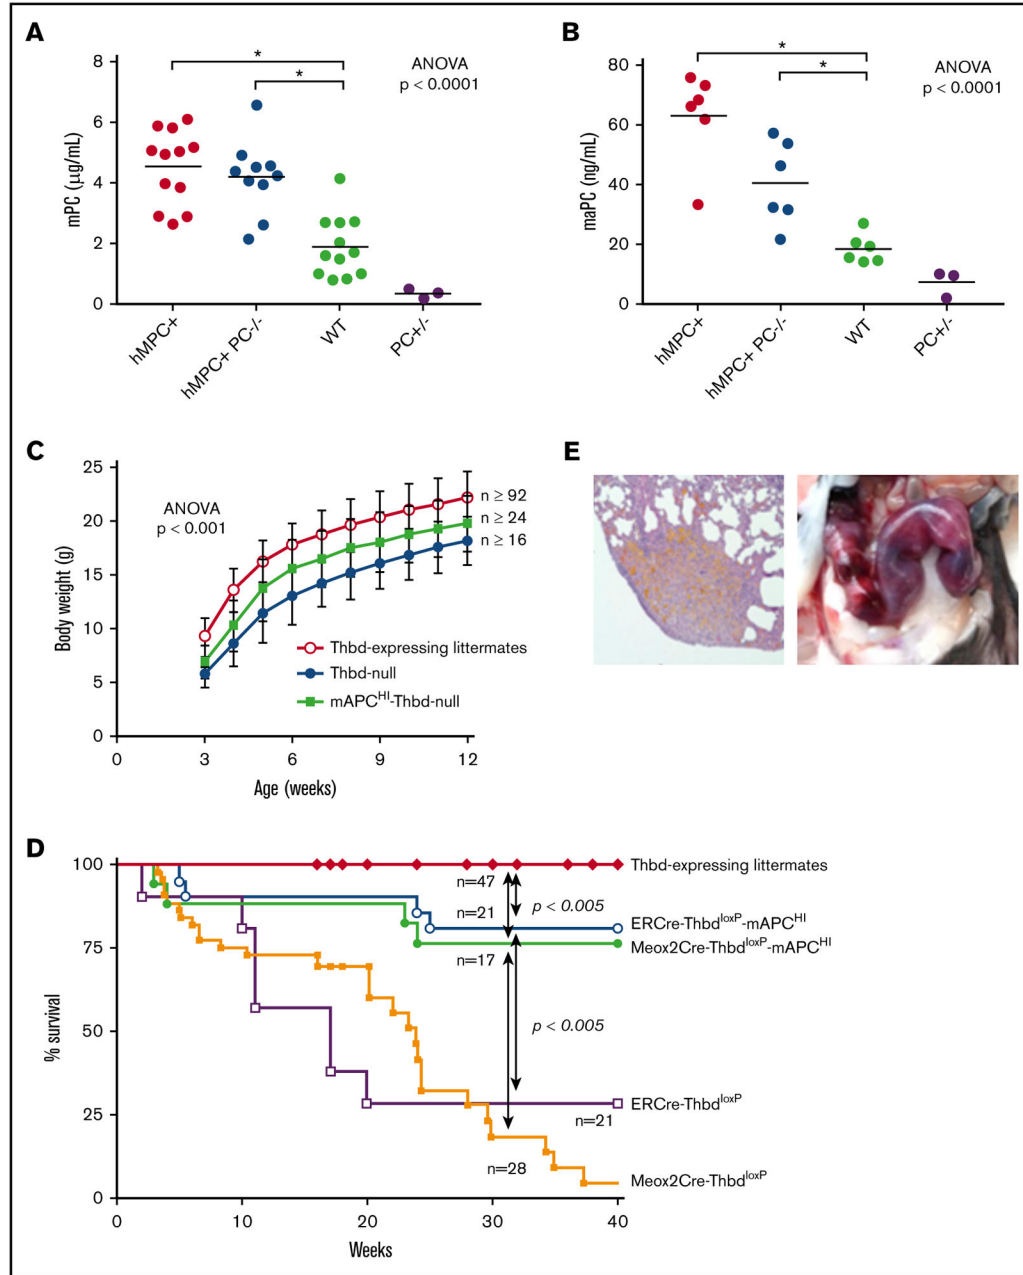 A
8
6
4
2
0
mPC (µg/mL)
*
*
ANOVA
p < 0.0001
hMPC+
hMPC+ PC-/-
WT
PC+/-
B
80
60
40
20
0
maPC (ng/mL)
*
*
ANOVA
p < 0.0001
hMPC+
hMPC+ PC-/-
WT
PC+/-
C
25
20
15
10
5
0
Body weight (g)
ANOVA
p < 0.001
n ≥ 92
n ≥ 24
n ≥ 16
Thbd-expressing littermates
Thbd-null
mAPCHI-Thbd-null
0 3 6 9 12
Age (weeks)
E
D
100
75
50
25
0
% survival
Thbd-expressing littermates
n=47
p < 0.005
n=21
ERCre-ThbdloxP-mAPCHI
Meox2Cre-ThbdloxP-mAPCHI
n=17
p < 0.005
ERCre-ThbdloxP
n=21
n=28
Meox2Cre-ThbdloxP
0 10 20 30 40
Weeks